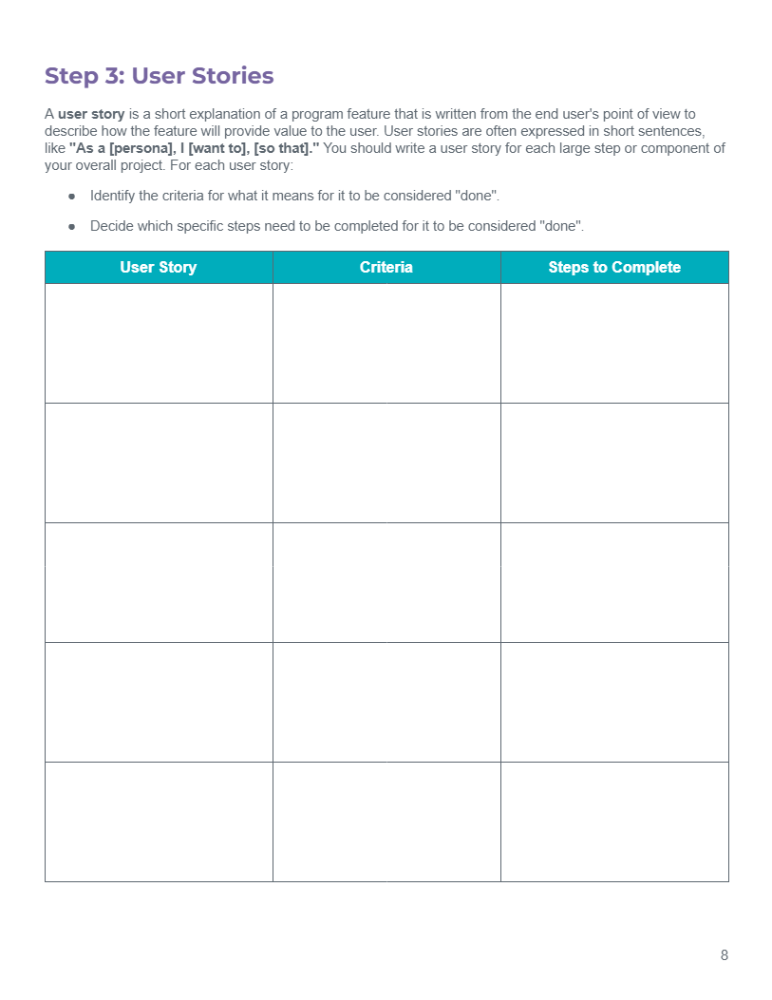 Step 3: User Stories
A user story is a short explanation of a program feature that is written from the end user's point of view to
describe how the feature will provide value to the user. User stories are often expressed in short sentences,
like "As a [persona], I [want to], [so that]." You should write a user story for each large step or component of
your overall project. For each user story:
● Identify the criteria for what it means for it to be considered "done".
● Decide which specific steps need to be completed for it to be considered "done".
User Story Criteria Steps to Complete
8